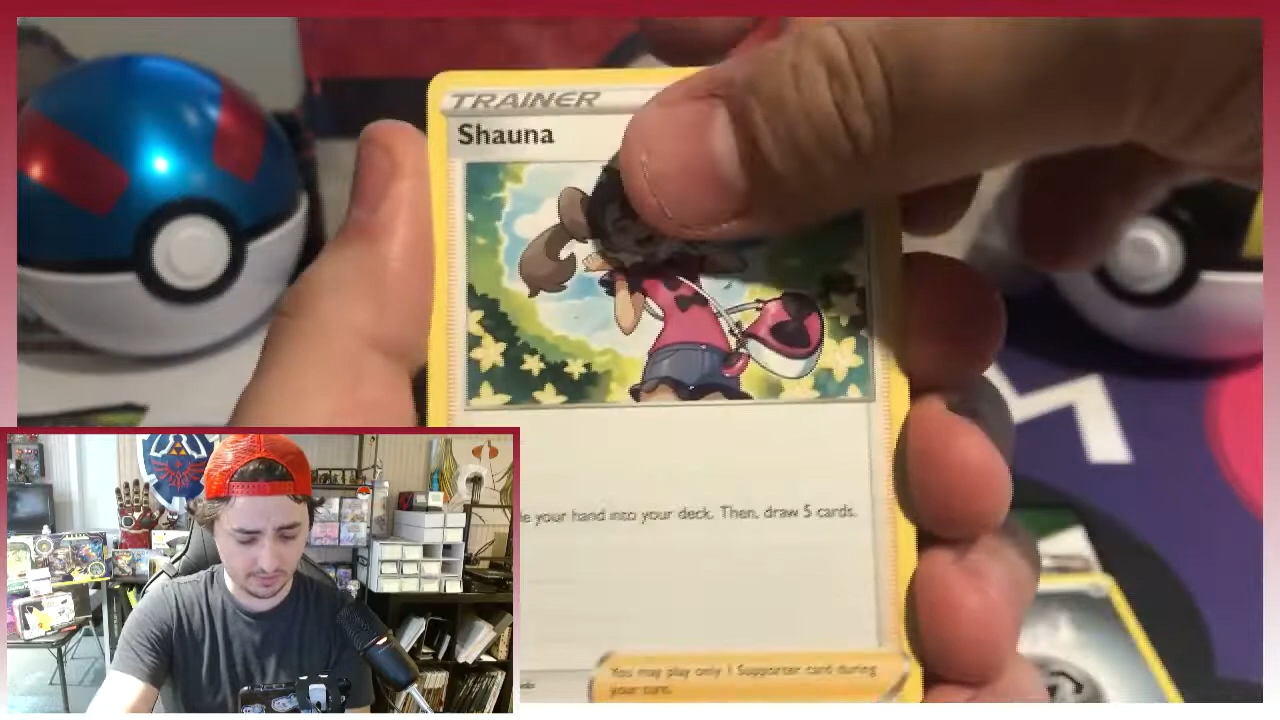 TRAINER
Shauna
e your hand into your deck. Then, draw 5 cards.
You may play only 1 Supporter card during
your turn.